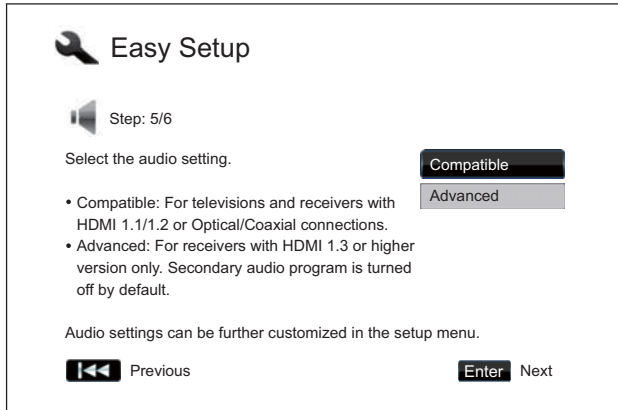 Easy Setup
Step: 5/6
Select the audio setting.
Compatible
Advanced
• Compatible: For televisions and receivers with
HDMI 1.1/1.2 or Optical/Coaxial connections.
• Advanced: For receivers with HDMI 1.3 or higher
version only. Secondary audio program is turned
off by default.
Audio settings can be further customized in the setup menu.
Previous
Enter Next